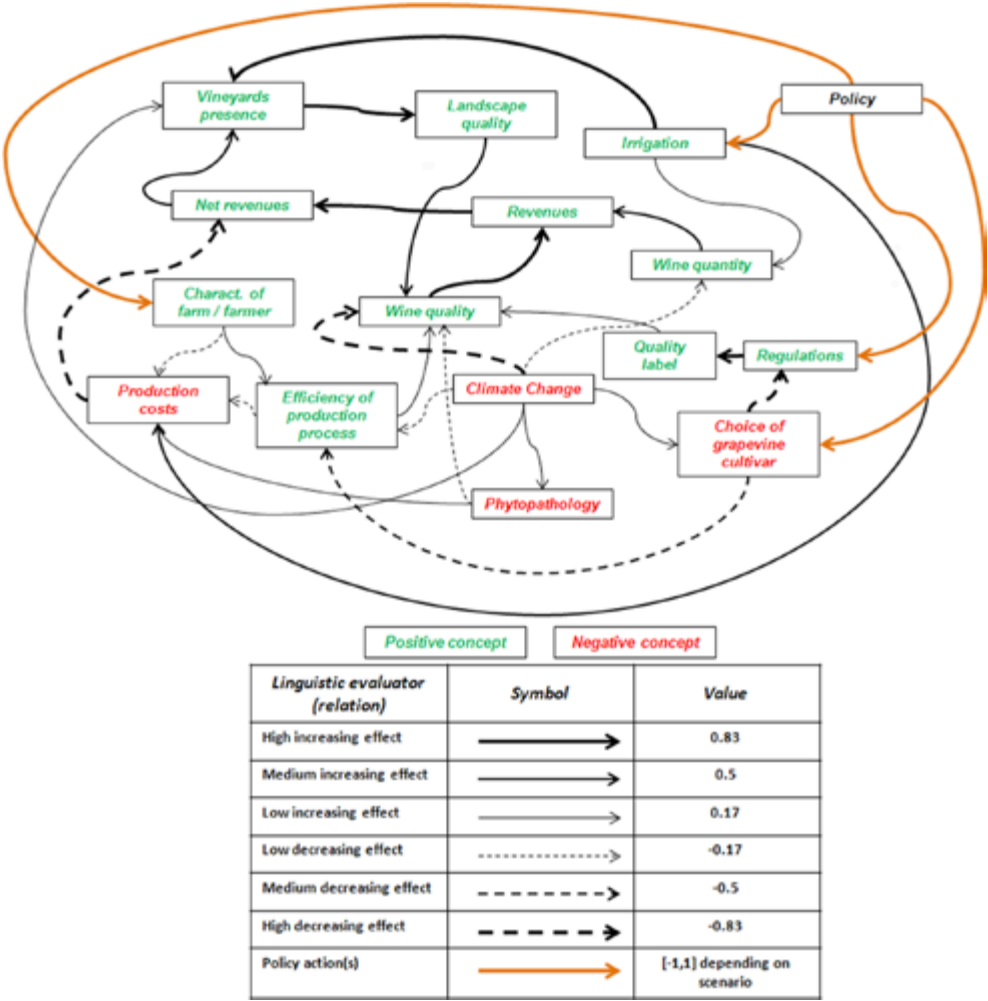 Vineyards
presence
Landscape
quality
Policy
Irrigation
Net revenues
Revenues
Wine quantity
Charact. of
farm / farmer
Wine quality
Quality
label
Regulations
Production
costs
Efficiency of
production
process
Climate Change
Choice of
grapevine
cultivar
Phytopathology
Positive concept
Negative concept
Linguistic evaluator
(relation)
Symbol
Value
High increasing effect
0.83
Medium increasing effect
0.5
Low increasing effect
0.17
Low decreasing effect
-0.17
Medium decreasing effect
-0.5
High decreasing effect
-0.83
Policy action(s)
[-1,1] depending on
scenario